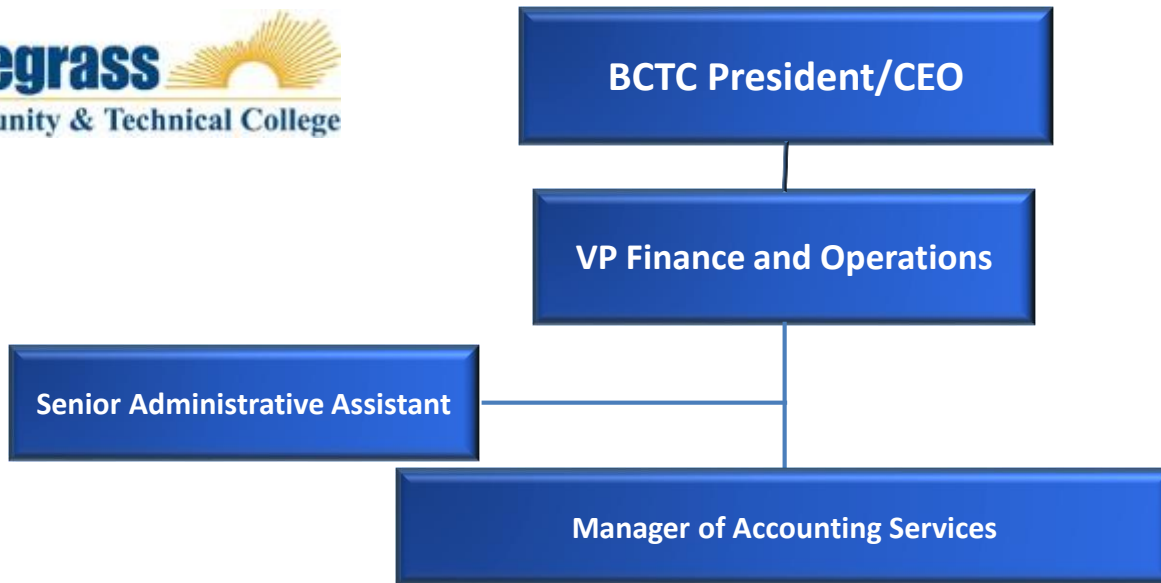 egrass
unity & Technical College
BCTC President/CEO
VP Finance and Operations
Senior Administrative Assistant
Manager of Accounting Services